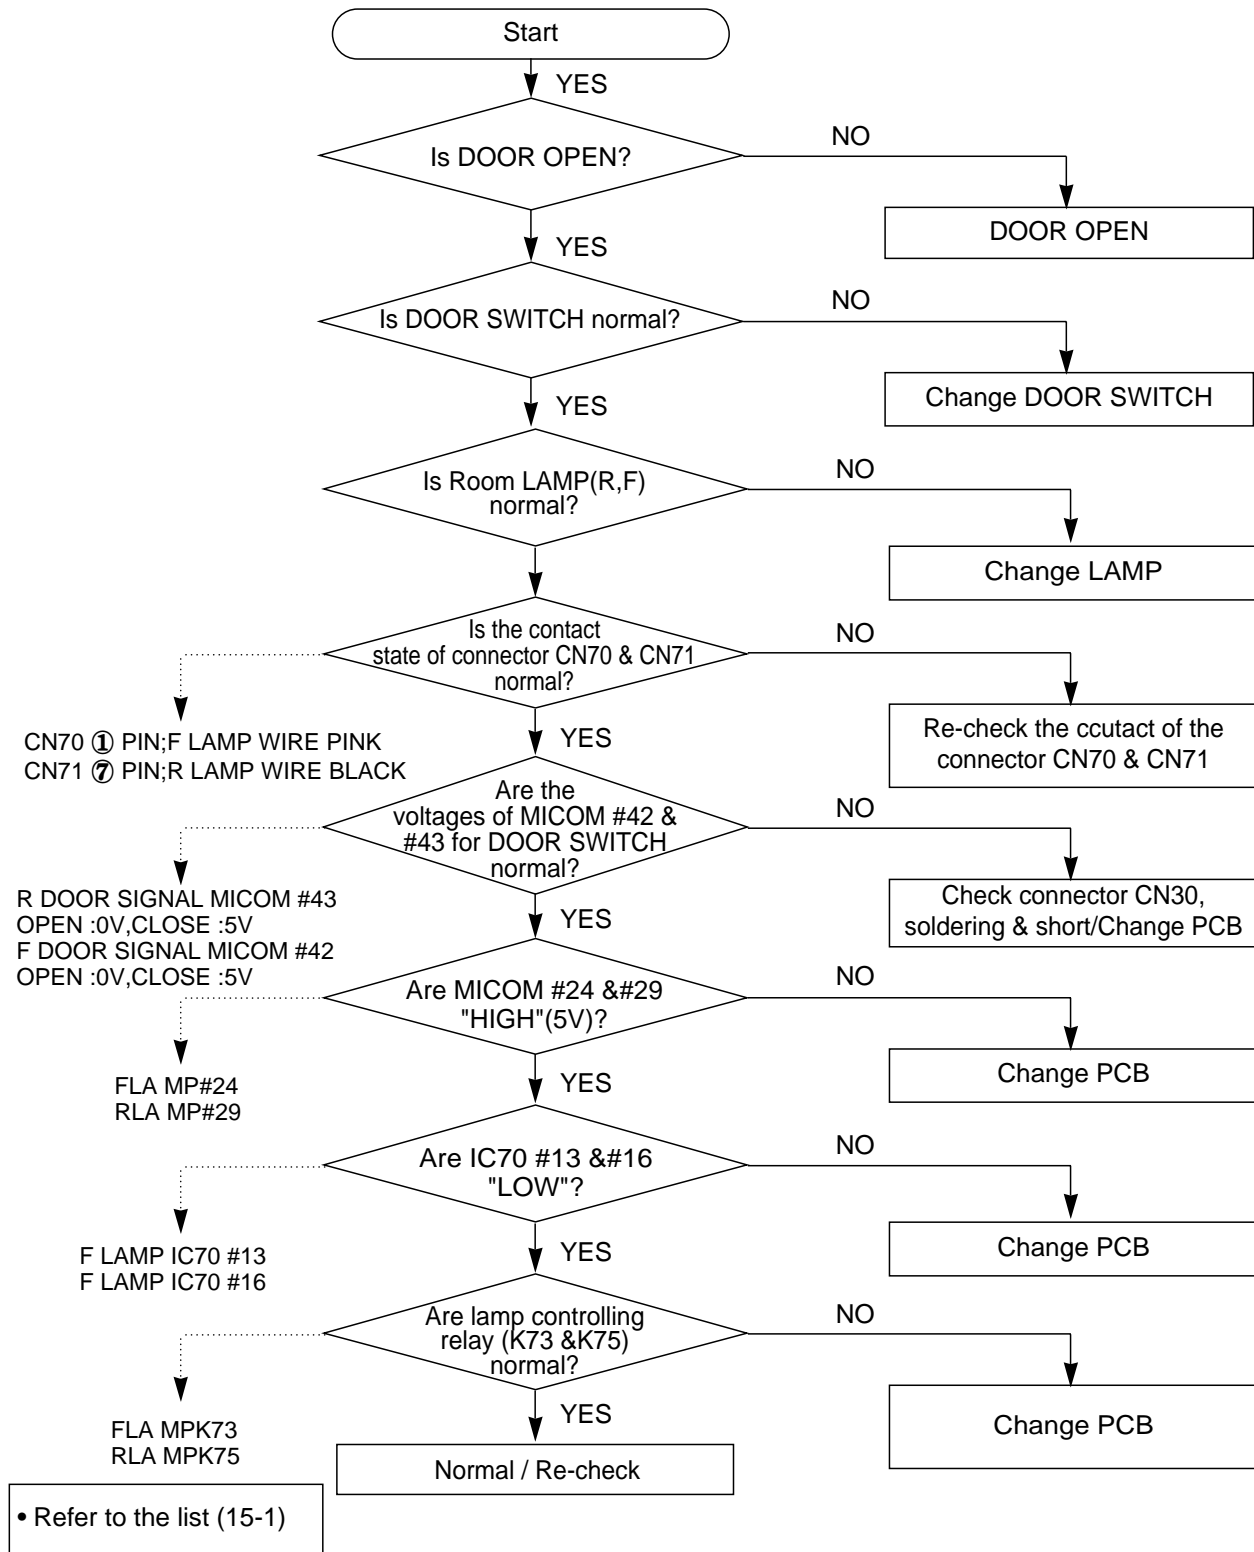 Start
YES
Is DOOR OPEN?
NO
DOOR OPEN
YES
Is DOOR SWITCH normal?
NO
Change DOOR SWITCH
YES
Is Room LAMP(R,F)
normal?
NO
Change LAMP
Is the contact
state of connector CN70 & CN71
normal?
NO
Re-check the ccutact of the
connector CN70 & CN71
CN70 ① PIN;F LAMP WIRE PINK
CN71 ⑦ PIN;R LAMP WIRE BLACK
YES
Are the
voltages of MICOM #42 &
#43 for DOOR SWITCH
normal?
NO
Check connector CN30,
soldering & short/Change PCB
R DOOR SIGNAL MICOM #43
OPEN :0V,CLOSE :5V
F DOOR SIGNAL MICOM #42
OPEN :0V,CLOSE :5V
YES
Are MICOM #24 &#29
"HIGH"(5V)?
NO
Change PCB
FLA MP#24
RLA MP#29
YES
Are IC70 #13 &#16
"LOW"?
NO
Change PCB
F LAMP IC70 #13
F LAMP IC70 #16
YES
Are lamp controlling
relay (K73 &K75)
normal?
NO
Change PCB
FLA MPK73
RLA MPK75
YES
Normal / Re-check
• Refer to the list (15-1)